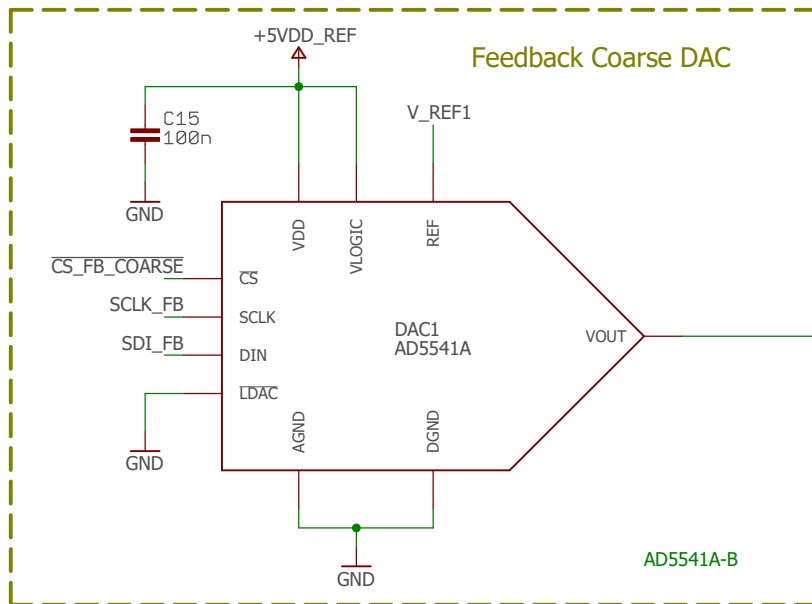 +5VDD_REF
Feedback Coarse DAC
C15
100n
V_REF1
GND
VDD
VLOGIC
REF
CS_FB_COARSE
CS
SCLK_FB
SCLK
SDI_FB
DIN
DAC1
AD5541A
VOUT
LDAC
AGND
DGND
GND
GND
AD5541A-B